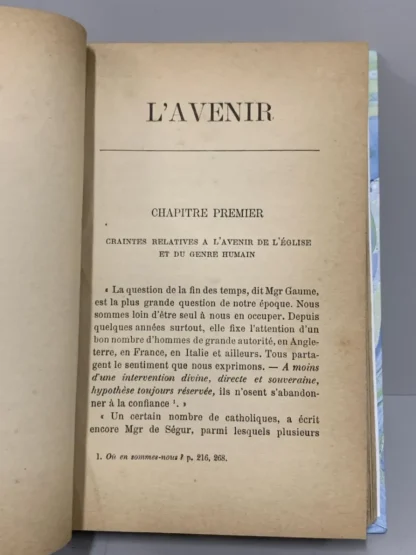 L'AVENIR
CHAPITRE PREMIER
CRAINTES RELATIVES A L'AVENIR DE L'ÉGLISE
ET DU GENRE HUMAIN
« La question de la fin des temps, dit Mgr Gaume,
est la plus grande question de notre époque. Nous
sommes loin d'être seul à nous en occuper. Depuis
quelques années surtout, elle fixe l'attention d'un
bon nombre d'hommes de grande autorité, en Angle-
terre, en France, en Italie et ailleurs. Tous parta-
gent le sentiment que nous exprimons. — A moins
d'une intervention divine, directe et souveraine,
hypothèse toujours réservée, ils n'osent s'abandon-
ner à la confiance ¹. »
« Un certain nombre de catholiques, a écrit
encore Mgr de Ségur, parmi lesquels plusieurs
1. Où en sommes-nous ? p. 216, 268.